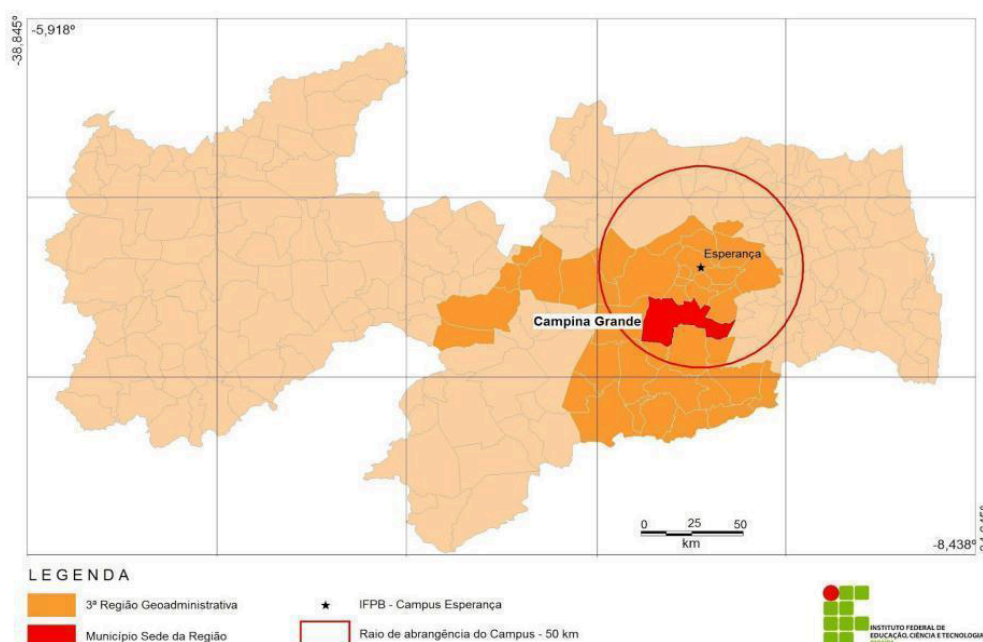 -38,845º
-5,918º
Esperança
Campina Grande
0 25 50
km
-8,438º
LEGENDA
3ª Região Geoadministrativa
IFPB - Campus Esperança
Município Sede da Região
Raio de abrangência do Campus - 50 km
INSTITUTO FEDERAL DE
EDUCAÇÃO, CIÊNCIA E TECNOLOGIA